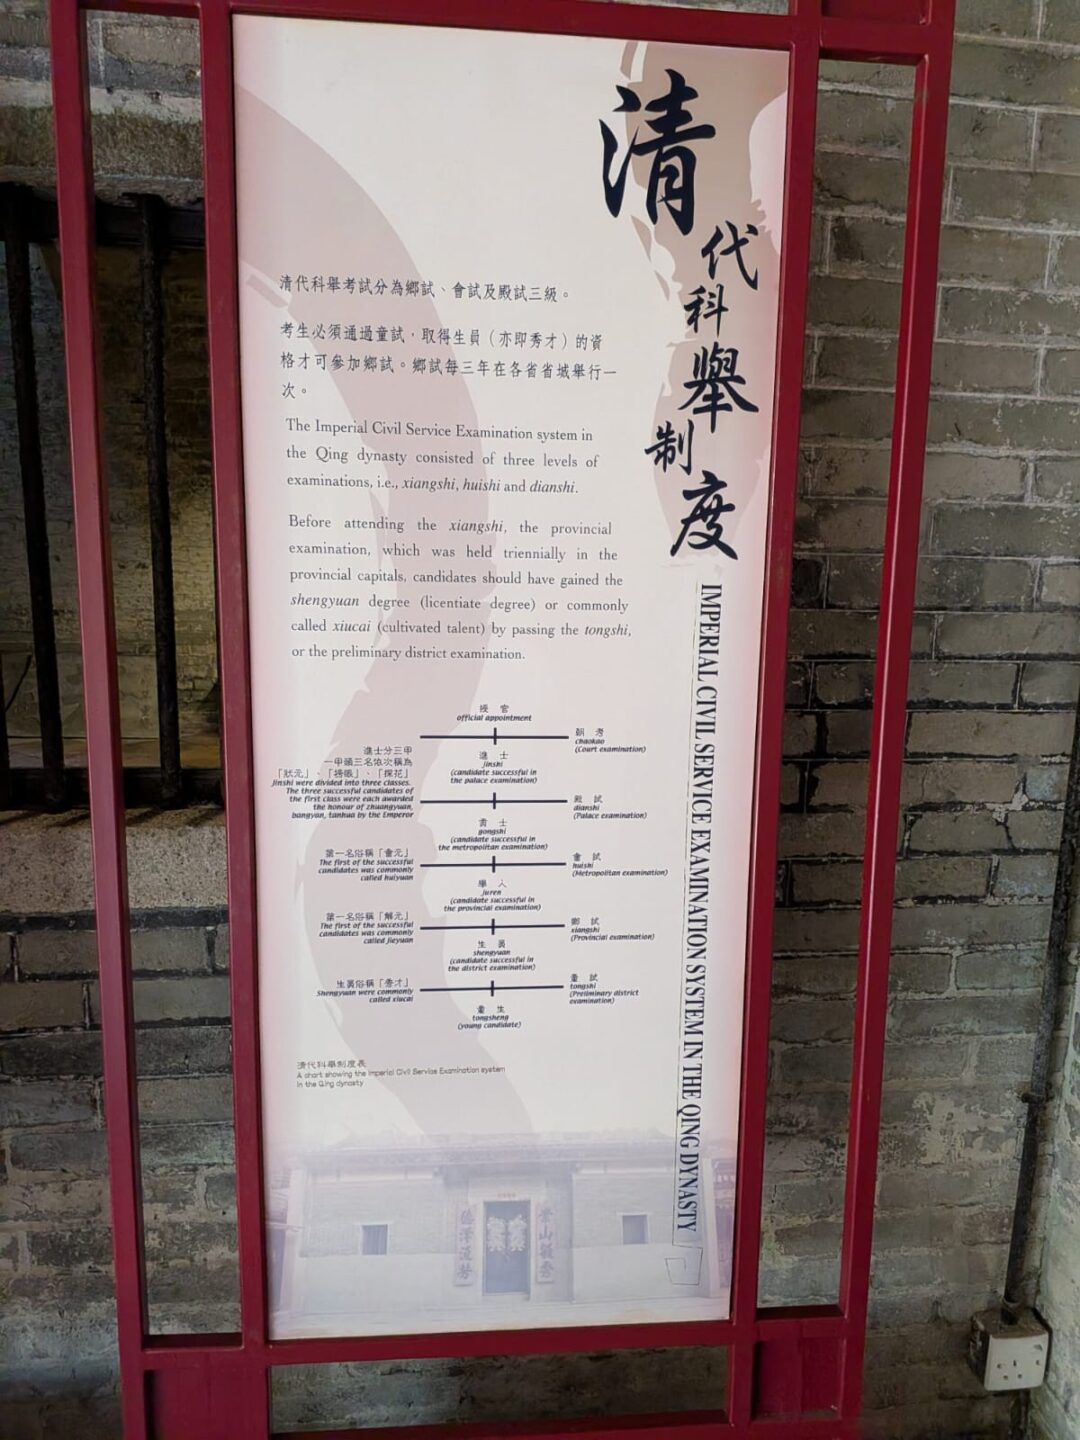 清代科舉制度
IMPERIAL CIVIL SERVICE EXAMINATION SYSTEM IN THE QING DYNASTY
清代科舉考試分為鄉試、會試及殿試三級。
考生必須通過童試，取得生員（亦即秀才）的資
格才可參加鄉試。鄉試每三年在各省省城舉行一
次。
The Imperial Civil Service Examination system in
the Qing dynasty consisted of three levels of
examinations, i.e., xiangshi, huishi and dianshi.
Before attending the xiangshi, the provincial
examination, which was held triennially in the
provincial capitals, candidates should have gained the
shengyuan degree (licentiate degree) or commonly
called xiucai (cultivated talent) by passing the tongshi,
or the preliminary district examination.
授 官
official appointment
朝 考
chaokao
(Court examination)
進士分三甲
一甲頭三名依次稱為
「狀元」、「榜眼」、「探花」
Jinshi were divided into three classes.
The three successful candidates of
the first class were each awarded
the honour of zhuangyuan,
bangyan, tanhua by the Emperor
進 士
jinshi
(candidate successful in
the palace examination)
殿 試
dianshi
(Palace examination)
貢 士
gongshi
(candidate successful in
the metropolitan examination)
第一名俗稱「會元」
The first of the successful
candidates was commonly
called huiyuan
會 試
huishi
(Metropolitan examination)
舉 人
juren
(candidate successful in
the provincial examination)
第一名俗稱「解元」
The first of the successful
candidates was commonly
called jieyuan
鄉 試
xiangshi
(Provincial examination)
生 員
shengyuan
(candidate successful in
the district examination)
生員俗稱「秀才」
Shengyuan were commonly
called xiucai
童 試
tongshi
(Preliminary district
examination)
童 生
tongsheng
(young candidate)
清代科舉制度表
A chart showing the Imperial Civil Service Examination system
in the Qing dynasty